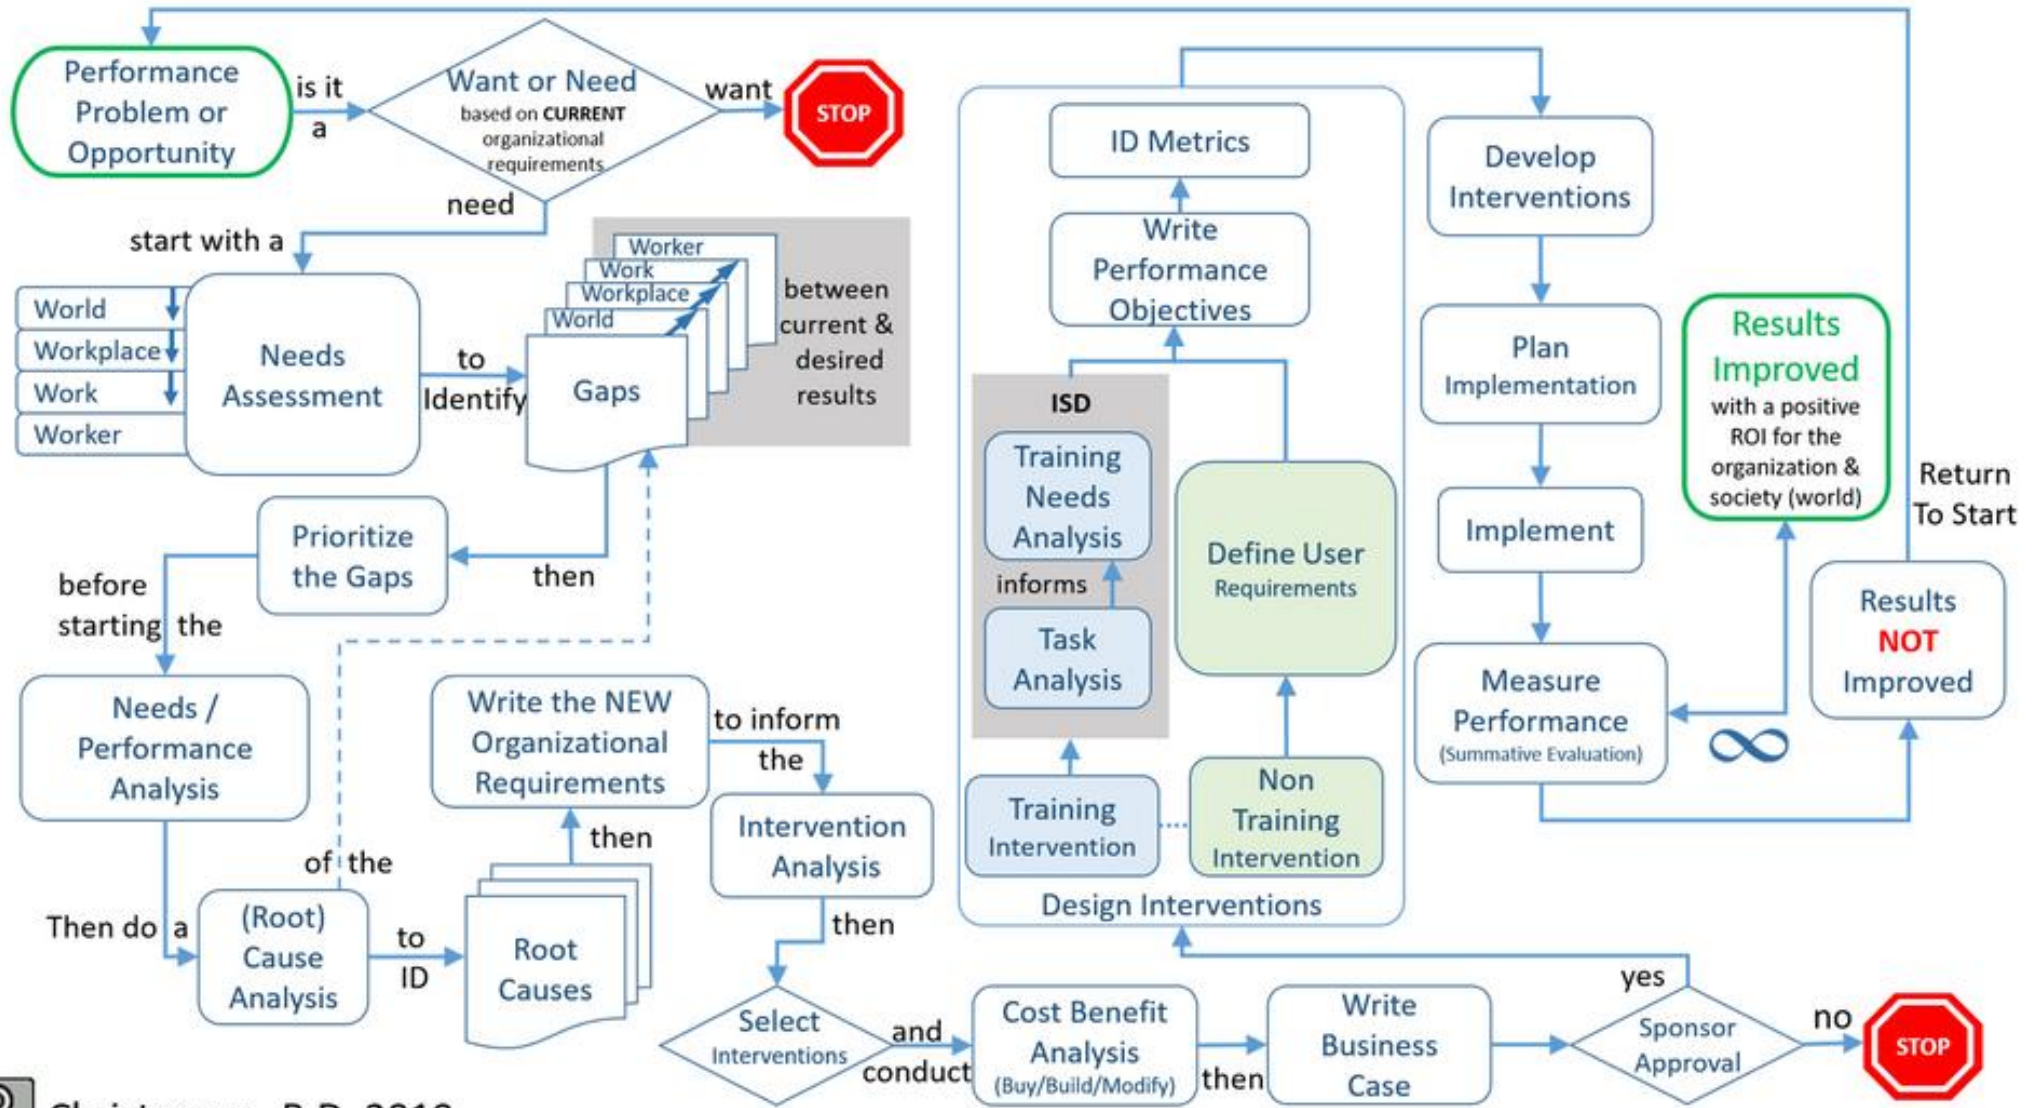 Performance
Problem or
Opportunity
is it
a
Want or Need
based on CURRENT
organizational
requirements
want
STOP
need
start with a
World
Workplace
Work
Worker
Needs
Assessment
to
Identify
Worker
Work
Workplace
World
Gaps
between
current &
desired
results
then
Prioritize
the Gaps
before
starting the
Needs /
Performance
Analysis
Then do a
(Root)
Cause
Analysis
of the
to
ID
Root
Causes
then
Write the NEW
Organizational
Requirements
to inform
the
Intervention
Analysis
then
Select
Interventions
and
conduct
Cost Benefit
Analysis
(Buy/Build/Modify)
then
Write
Business
Case
Sponsor
Approval
no
STOP
yes
Design Interventions
Training
Intervention
Non
Training
Intervention
ISD
Task
Analysis
informs
Training
Needs
Analysis
Define User
Requirements
Write
Performance
Objectives
ID Metrics
Develop
Interventions
Plan
Implementation
Implement
Measure
Performance
(Summative Evaluation)
∞
Results
Improved
with a positive
ROI for the
organization &
society (world)
Results
NOT
Improved
Return
To Start